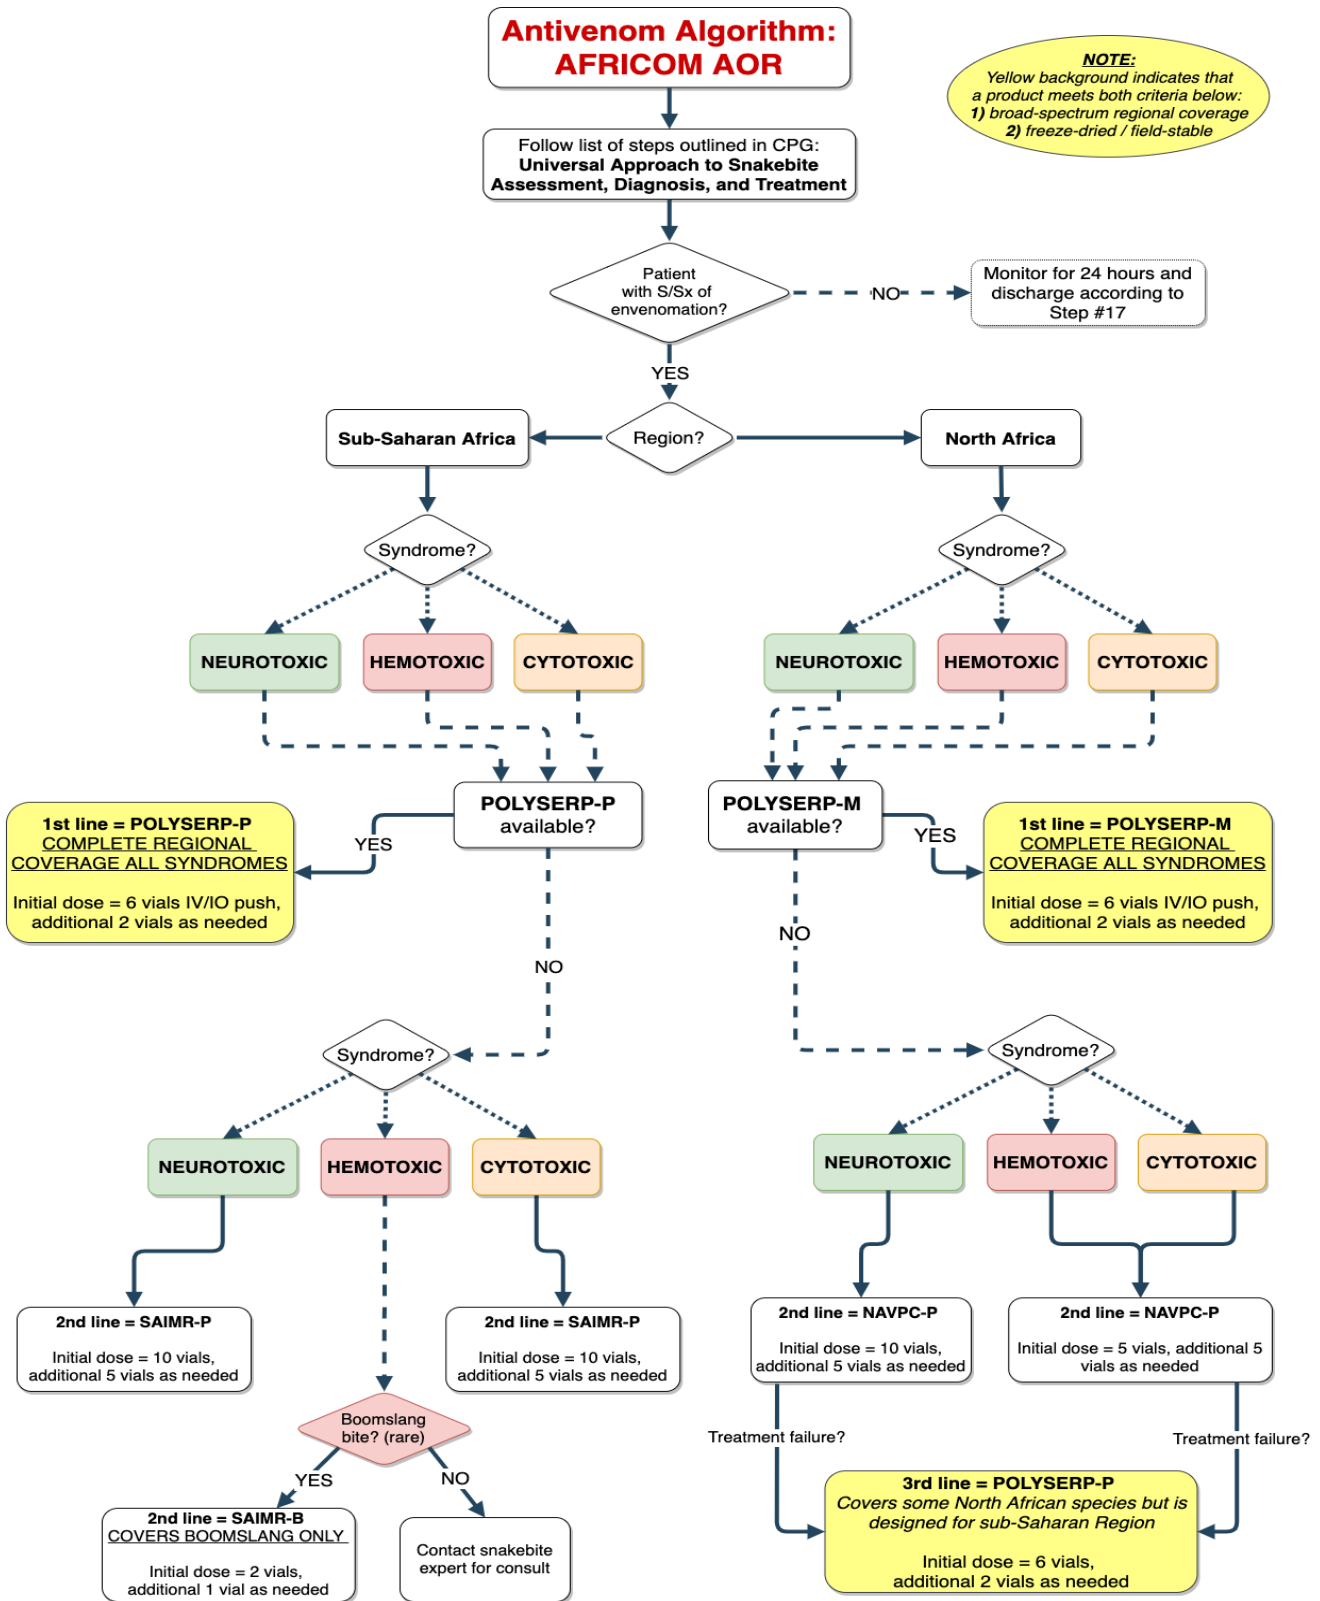 Antivenom Algorithm:
AFRICOM AOR
NOTE:
Yellow background indicates that
a product meets both criteria below:
1) broad-spectrum regional coverage
2) freeze-dried / field-stable
Follow list of steps outlined in CPG:
Universal Approach to Snakebite
Assessment, Diagnosis, and Treatment
Patient
with S/Sx of
envenomation?
NO
Monitor for 24 hours and
discharge according to
Step #17
YES
Sub-Saharan Africa
Region?
North Africa
Syndrome?
Syndrome?
NEUROTOXIC
HEMOTOXIC
CYTOTOXIC
NEUROTOXIC
HEMOTOXIC
CYTOTOXIC
POLYSERP-P
available?
POLYSERP-M
available?
YES
YES
1st line = POLYSERP-P
COMPLETE REGIONAL
COVERAGE ALL SYNDROMES
Initial dose = 6 vials IV/IO push,
additional 2 vials as needed
1st line = POLYSERP-M
COMPLETE REGIONAL
COVERAGE ALL SYNDROMES
Initial dose = 6 vials IV/IO push,
additional 2 vials as needed
NO
NO
Syndrome?
Syndrome?
NEUROTOXIC
HEMOTOXIC
CYTOTOXIC
NEUROTOXIC
HEMOTOXIC
CYTOTOXIC
2nd line = SAIMR-P
Initial dose = 10 vials,
additional 5 vials as needed
2nd line = SAIMR-P
Initial dose = 10 vials,
additional 5 vials as needed
2nd line = NAVPC-P
Initial dose = 10 vials,
additional 5 vials as needed
2nd line = NAVPC-P
Initial dose = 5 vials, additional 5
vials as needed
Boomslang
bite? (rare)
YES
NO
Treatment failure?
Treatment failure?
2nd line = SAIMR-B
COVERS BOOMSLANG ONLY
Initial dose = 2 vials,
additional 1 vial as needed
Contact snakebite
expert for consult
3rd line = POLYSERP-P
Covers some North African species but is
designed for sub-Saharan Region
Initial dose = 6 vials,
additional 2 vials as needed